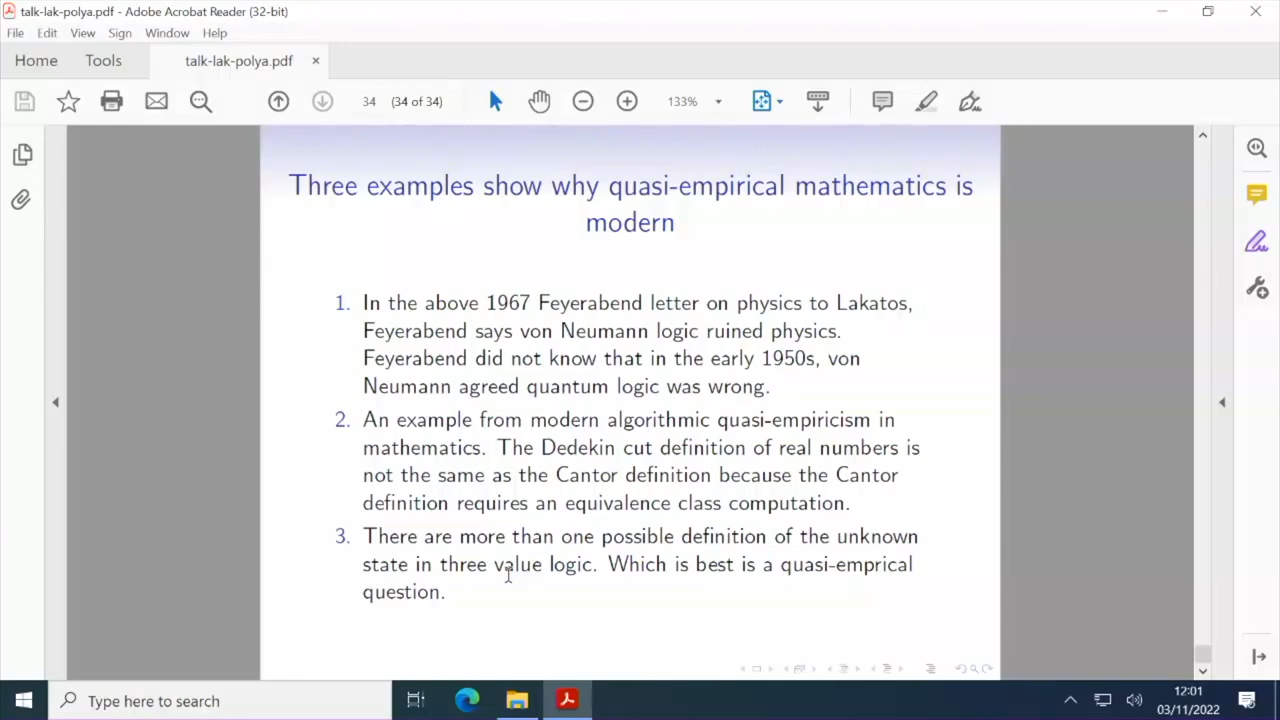 talk-lak-polya.pdf - Adobe Acrobat Reader (32-bit)
File Edit View Sign Window Help
Home Tools talk-lak-polya.pdf ×
34 (34 of 34) 133%
Three examples show why quasi-empirical mathematics is
modern
1. In the above 1967 Feyerabend letter on physics to Lakatos,
Feyerabend says von Neumann logic ruined physics.
Feyerabend did not know that in the early 1950s, von
Neumann agreed quantum logic was wrong.
2. An example from modern algorithmic quasi-empiricism in
mathematics. The Dedekin cut definition of real numbers is
not the same as the Cantor definition because the Cantor
definition requires an equivalence class computation.
3. There are more than one possible definition of the unknown
state in three value logic. Which is best is a quasi-emprical
question.
Type here to search
12:01
03/11/2022